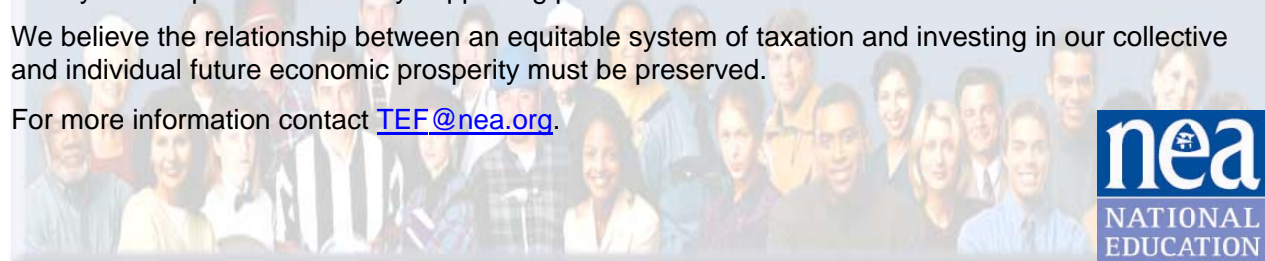 We believe the relationship between an equitable system of taxation and investing in our collective
and individual future economic prosperity must be preserved.
For more information contact TEF@nea.org.
nea
NATIONAL
EDUCATION